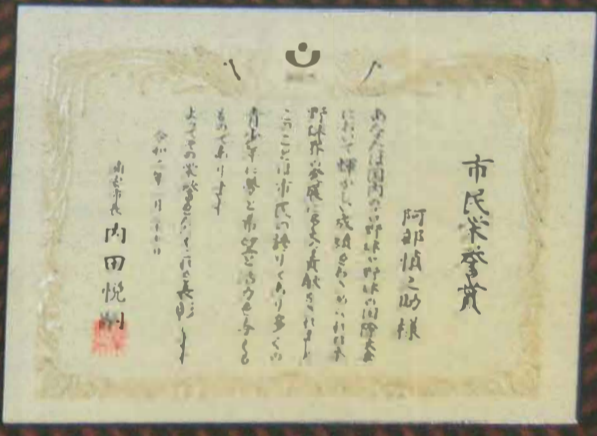 市民栄誉賞
阿部慎之助様
あなたは国内のプロ野球や野球の国際大会
において輝かしい成績をおさめられ日本
野球界の発展に多大な貢献をされました
このことは市民の誇りであり多くの
青少年に夢と希望と活力を与える
ものであります
よってその栄誉をたたえこれを表彰します
令和二年一月
市長 内田悦嗣